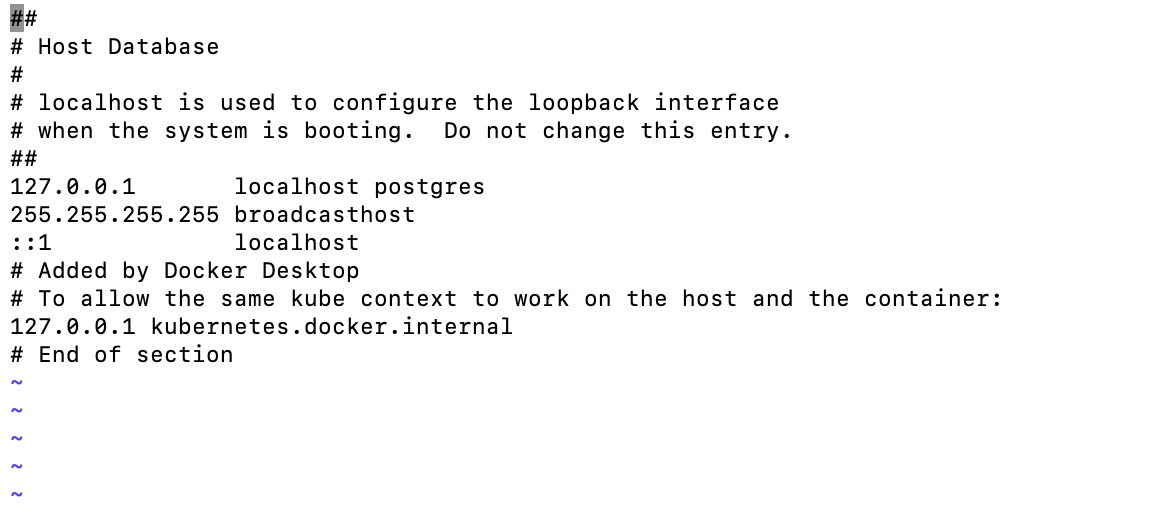 ##
# Host Database
#
# localhost is used to configure the loopback interface
# when the system is booting.  Do not change this entry.
##
127.0.0.1       localhost postgres
255.255.255.255 broadcasthost
::1             localhost
# Added by Docker Desktop
# To allow the same kube context to work on the host and the container:
127.0.0.1 kubernetes.docker.internal
# End of section
~
~
~
~
~